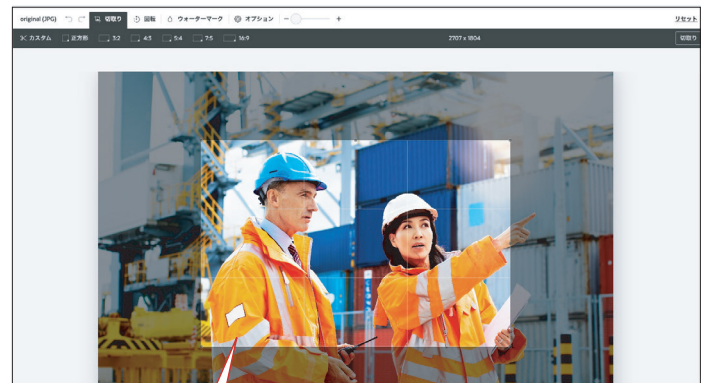 original (JPG) 切取り 回転 ウォーターマーク オプション − + リセット
カスタム 正方形 3:2 4:3 5:4 7:5 16:9 2707 x 1804 切取り